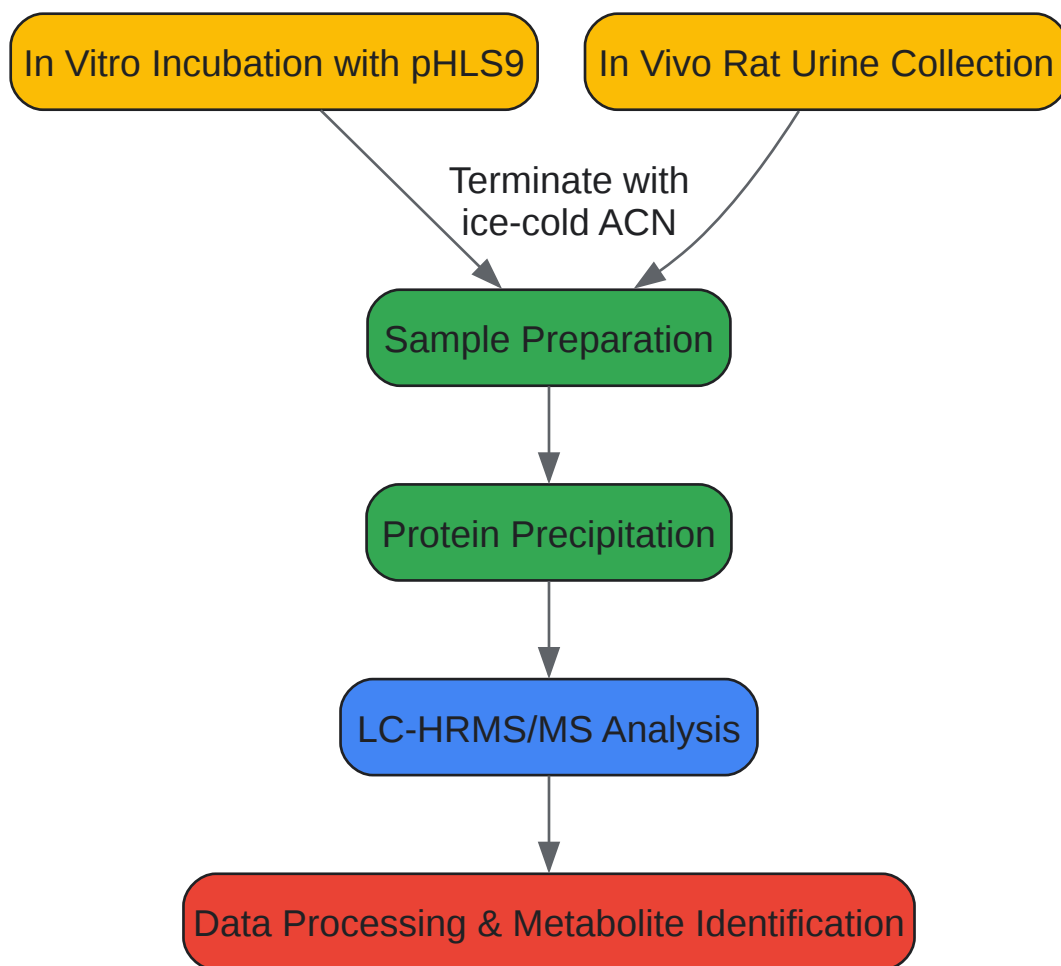 In Vitro Incubation with pHLS9
In Vivo Rat Urine Collection
Terminate with
ice-cold ACN
Sample Preparation
Protein Precipitation
LC-HRMS/MS Analysis
Data Processing & Metabolite Identification